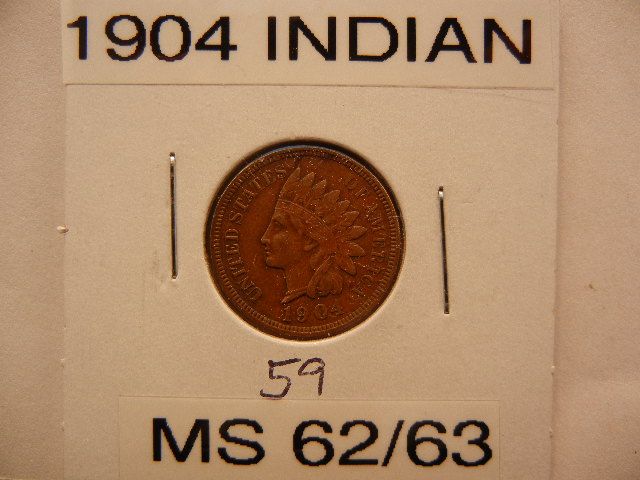 1904 INDIAN
UNITED STATES OF AMERICA
1904
59
MS 62/63